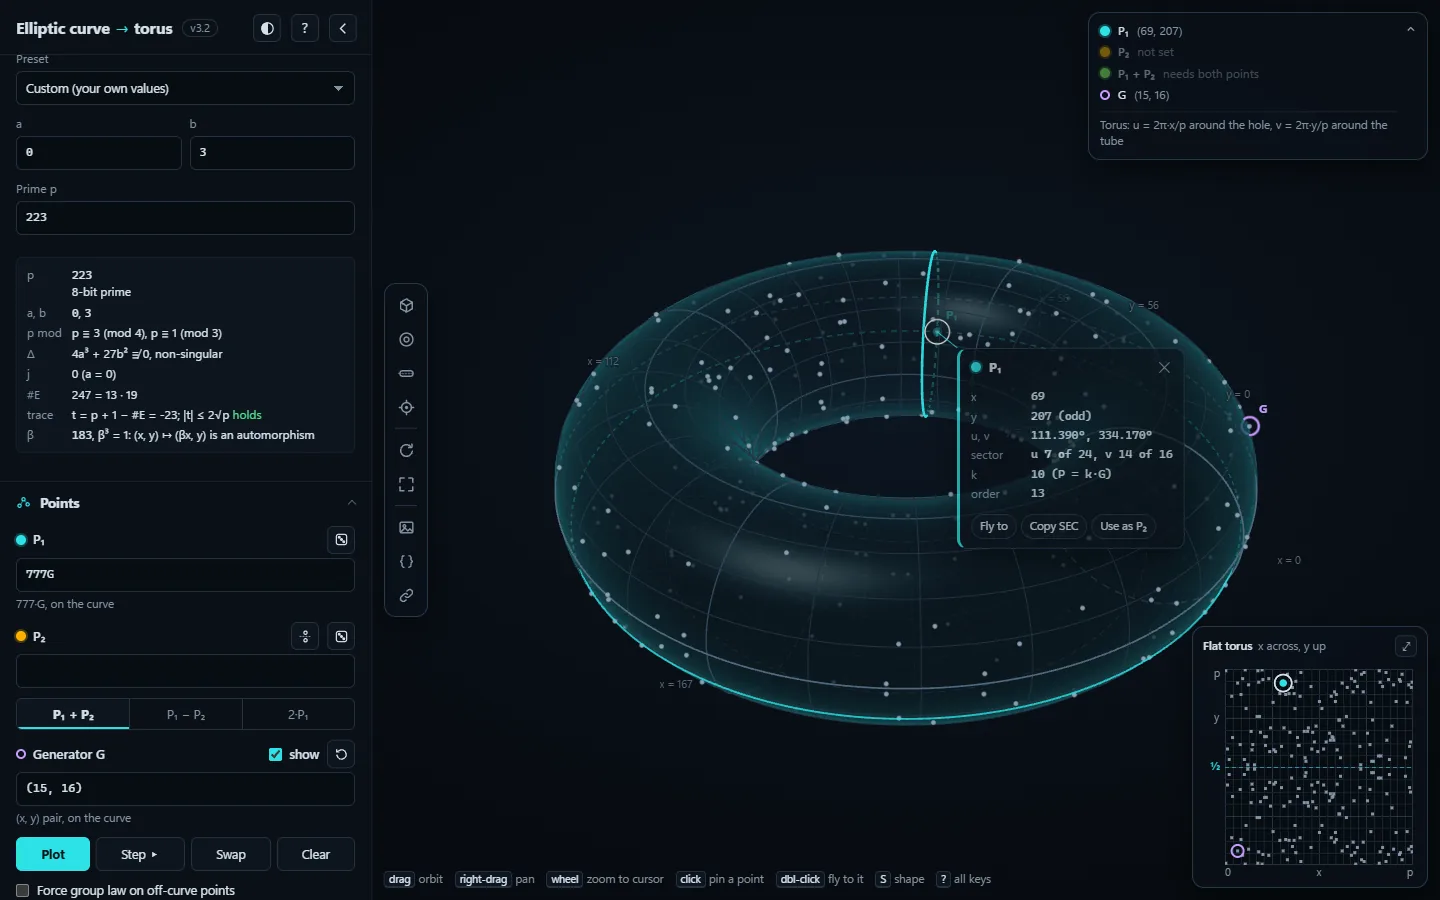 Elliptic curve → torus v3.2 ?
Preset
Custom (your own values)
a b
0 3
Prime p
223
p 223
8-bit prime
a, b 0, 3
p mod p ≡ 3 (mod 4), p ≡ 1 (mod 3)
Δ 4a³ + 27b² ≢ 0, non-singular
j 0 (a = 0)
#E 247 = 13 · 19
trace t = p + 1 − #E = -23; |t| ≤ 2√p holds
β 183, β³ = 1: (x, y) ↦ (βx, y) is an automorphism
Points
P₁
777G
777·G, on the curve
P₂
P₁ + P₂ P₁ − P₂ 2·P₁
Generator G show
(15, 16)
(x, y) pair, on the curve
Plot Step ▸ Swap Clear
Force group law on off-curve points
P₁ (69, 207)
P₂ not set
P₁ + P₂ needs both points
G (15, 16)
Torus: u = 2π·x/p around the hole, v = 2π·y/p around the
tube
y = 56
P₁
x = 112
y = 0
G
x = 0
x = 167
P₁
x 69
y 207 (odd)
u, v 111.390°, 334.170°
sector u 7 of 24, v 14 of 16
k 10 (P = k·G)
order 13
Fly to Copy SEC Use as P₂
Flat torus x across, y up
p
y
½
0 x p
drag orbit right-drag pan wheel zoom to cursor click pin a point dbl-click fly to it S shape ? all keys